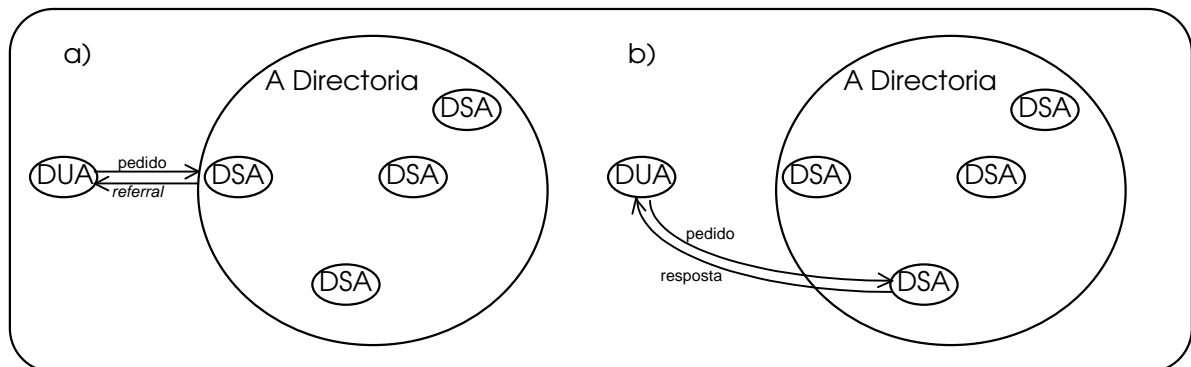 a)
A Directoria
DSA
pedido
DUA
DSA
DSA
referral
DSA
b)
A Directoria
DSA
DUA
DSA
DSA
pedido
resposta
DSA